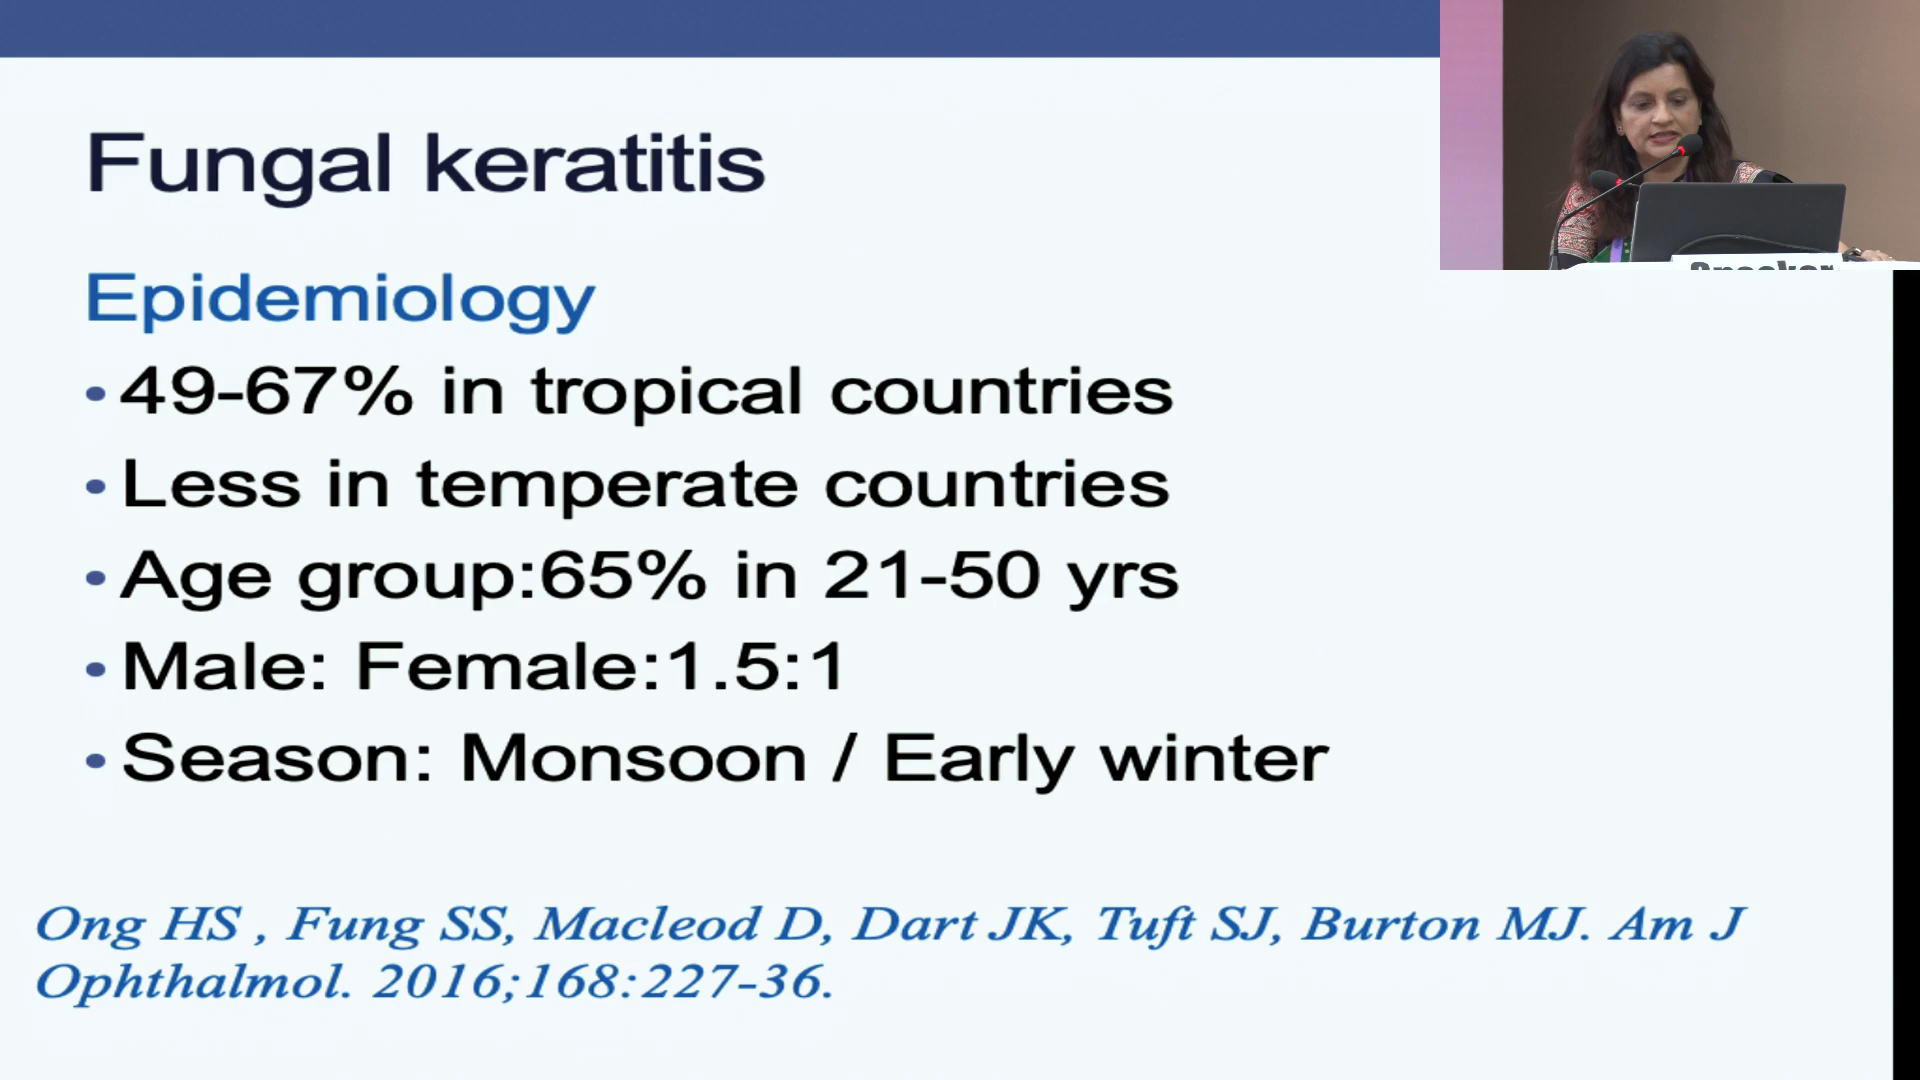 Fungal keratitis
Epidemiology
• 49-67% in tropical countries
• Less in temperate countries
• Age group:65% in 21-50 yrs
• Male: Female:1.5:1
• Season: Monsoon / Early winter
Ong HS , Fung SS, Macleod D, Dart JK, Tuft SJ, Burton MJ. Am J
Ophthalmol. 2016;168:227-36.
Speaker